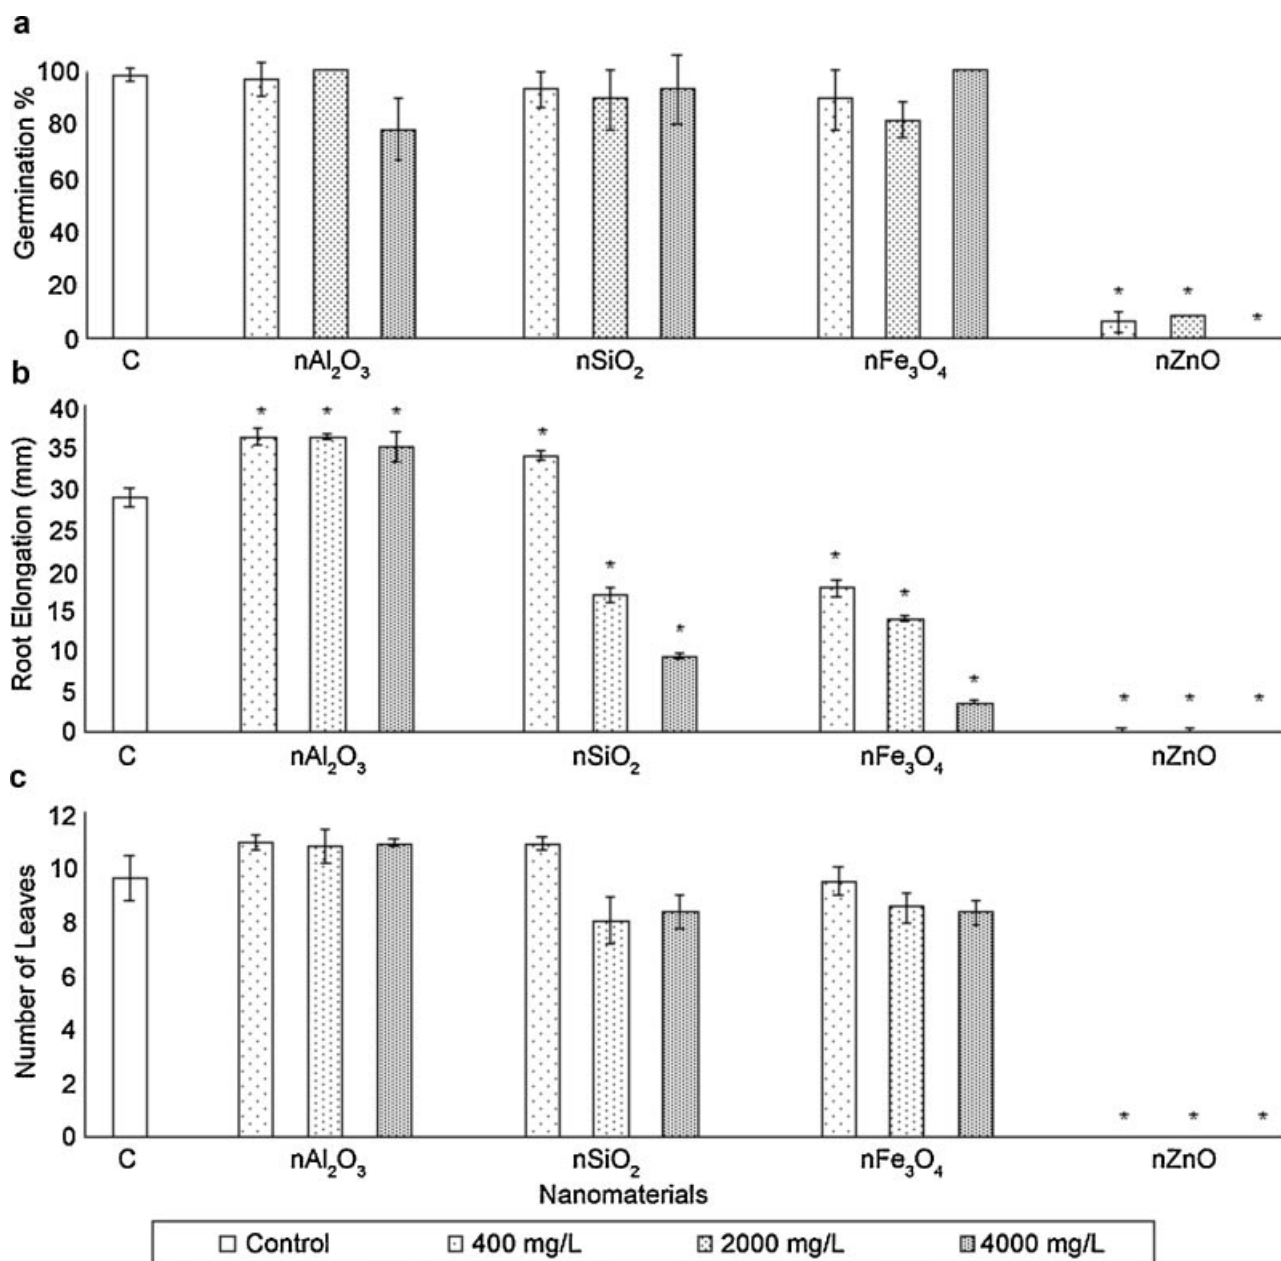 a
Germination %
100
80
60
40
20
0
* * *
C nAl₂O₃ nSiO₂ nFe₃O₄ nZnO
b
Root Elongation (mm)
40
35
30
25
20
15
10
5
0
* * * * * * * * * * * *
C nAl₂O₃ nSiO₂ nFe₃O₄ nZnO
c
Number of Leaves
12
10
8
6
4
2
0
* * *
C nAl₂O₃ nSiO₂ nFe₃O₄ nZnO
Nanomaterials
Control 400 mg/L 2000 mg/L 4000 mg/L